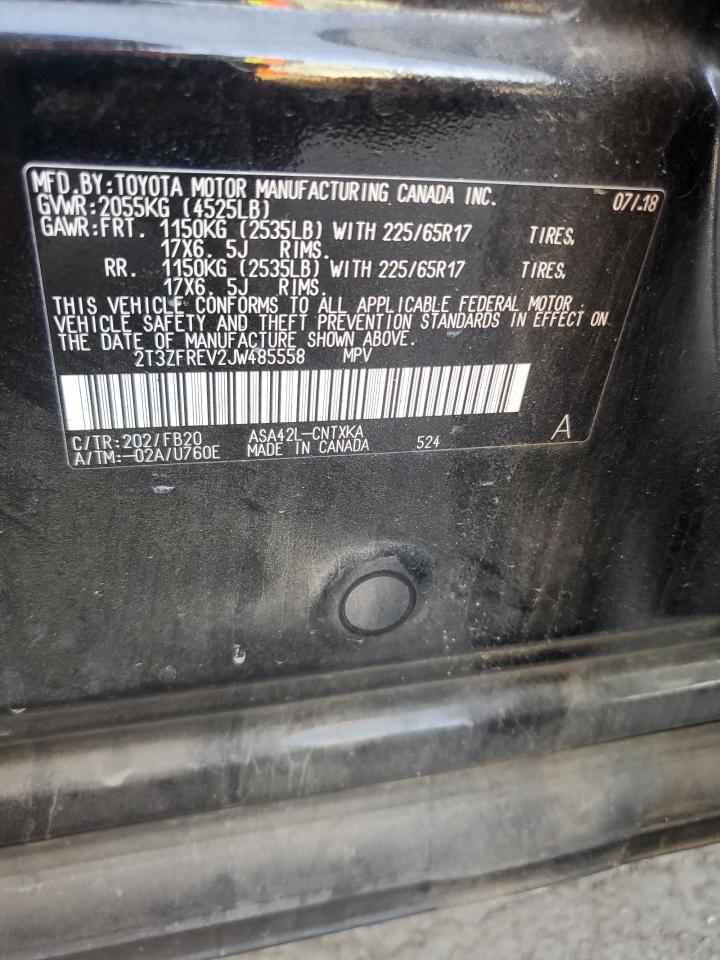 MFD.BY:TOYOTA MOTOR MANUFACTURING CANADA INC. 07/18
GVWR:2055KG (4525LB)
GAWR:FRT. 1150KG (2535LB) WITH 225/65R17 TIRES,
17X6. 5J RIMS.
RR. 1150KG (2535LB) WITH 225/65R17 TIRES,
17X6. 5J RIMS.
THIS VEHICLE CONFORMS TO ALL APPLICABLE FEDERAL MOTOR
VEHICLE SAFETY AND THEFT PREVENTION STANDARDS IN EFFECT ON
THE DATE OF MANUFACTURE SHOWN ABOVE.
2T3ZFREV2JW485558 MPV
C/TR:202/FB20 ASA42L-CNTXKA A
A/TM:-02A/U760E MADE IN CANADA 524